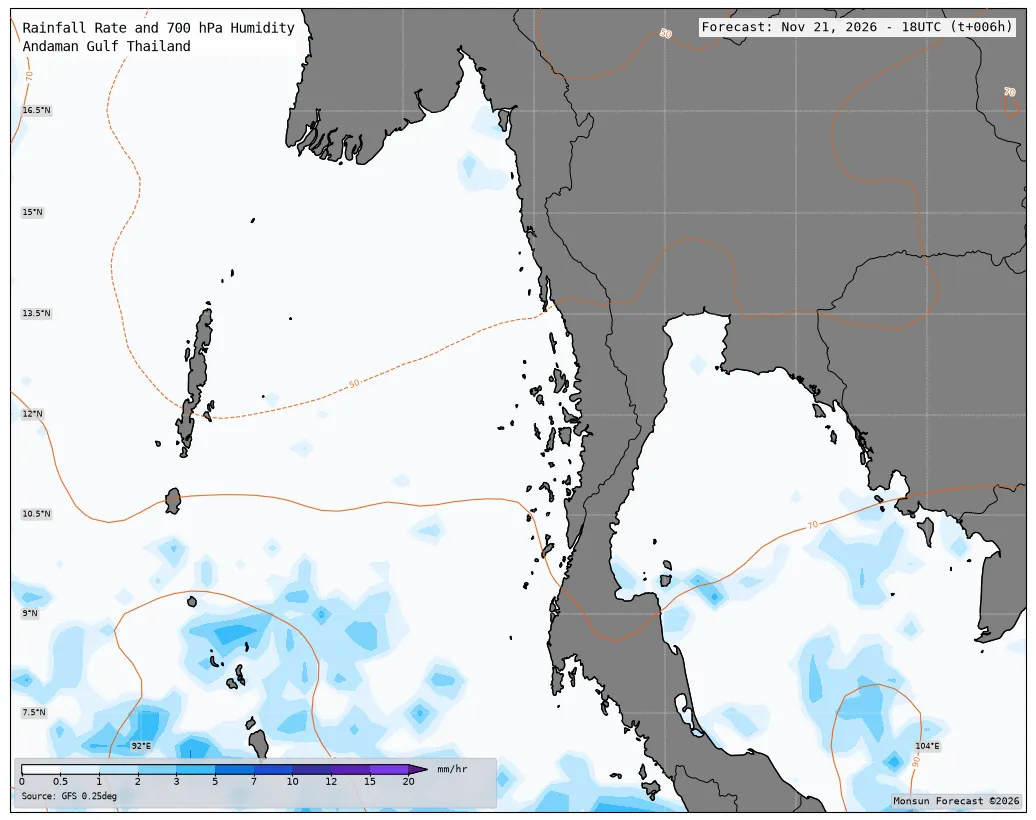 Rainfall Rate and 700 hPa Humidity
Andaman Gulf Thailand
Forecast: Nov 21, 2026 - 18UTC (t+006h)
50
70
70
16.5°N
15°N
13.5°N
50
12°N
10.5°N
70
9°N
7.5°N
92°E
104°E
90
0 0.5 1 2 3 5 7 10 12 15 20 mm/hr
Source: GFS 0.25deg
Monsun Forecast ©2026